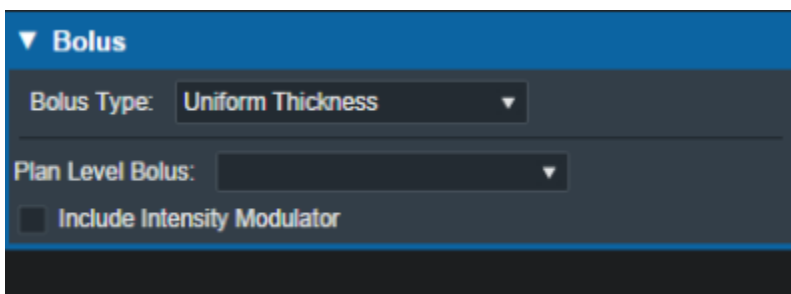 Bolus
Bolus Type: Uniform Thickness
Plan Level Bolus:
Include Intensity Modulator